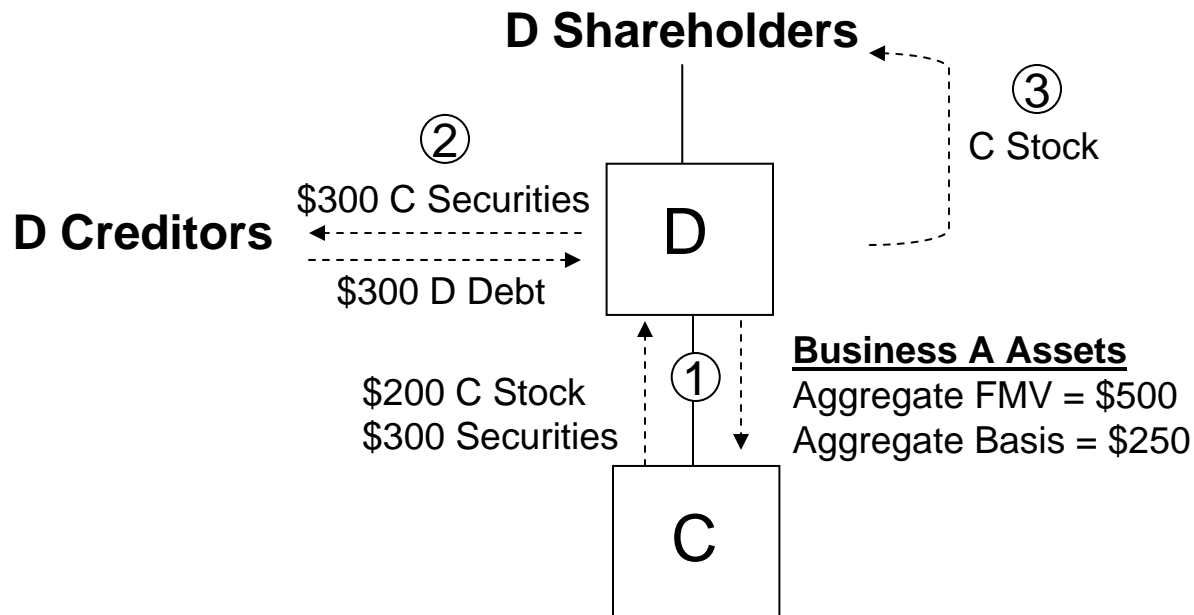 D Shareholders
③
C Stock
②
$300 C Securities
D Creditors
D
$300 D Debt
①
$200 C Stock
$300 Securities
Business A Assets
Aggregate FMV = $500
Aggregate Basis = $250
C